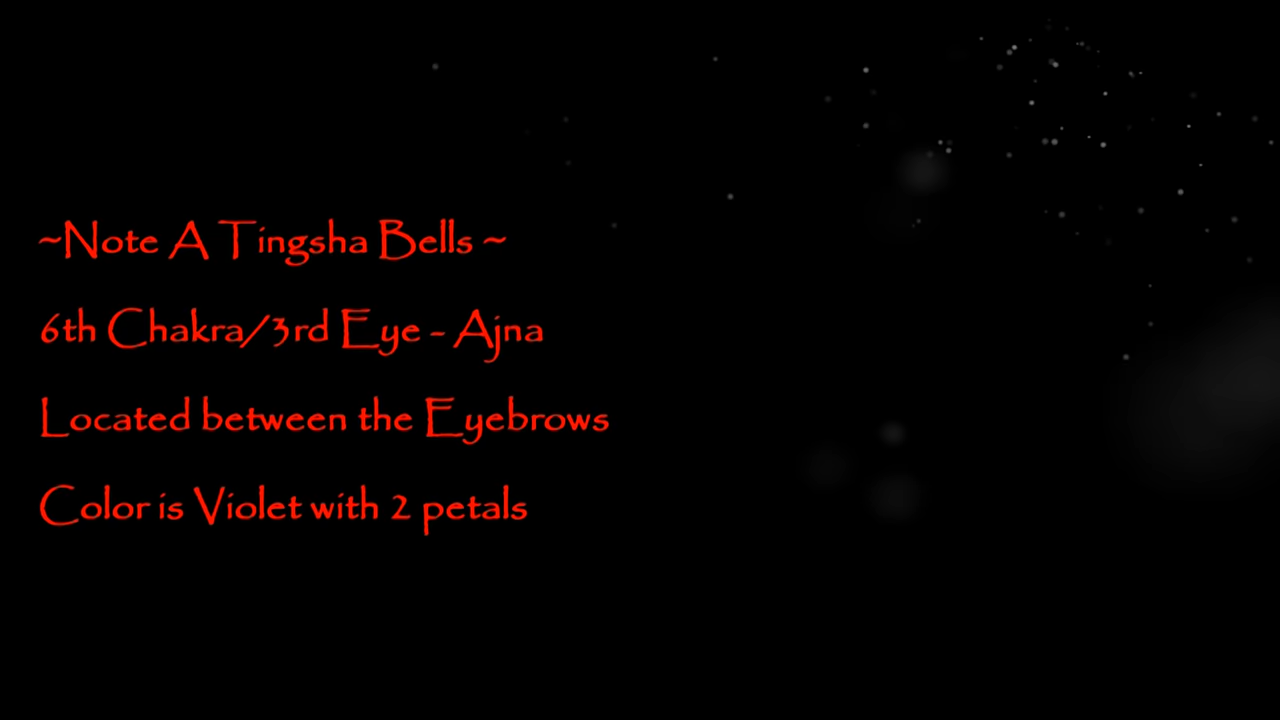 ~Note A Tingsha Bells ~
6th Chakra/3rd Eye - Ajna
Located between the Eyebrows
Color is Violet with 2 petals